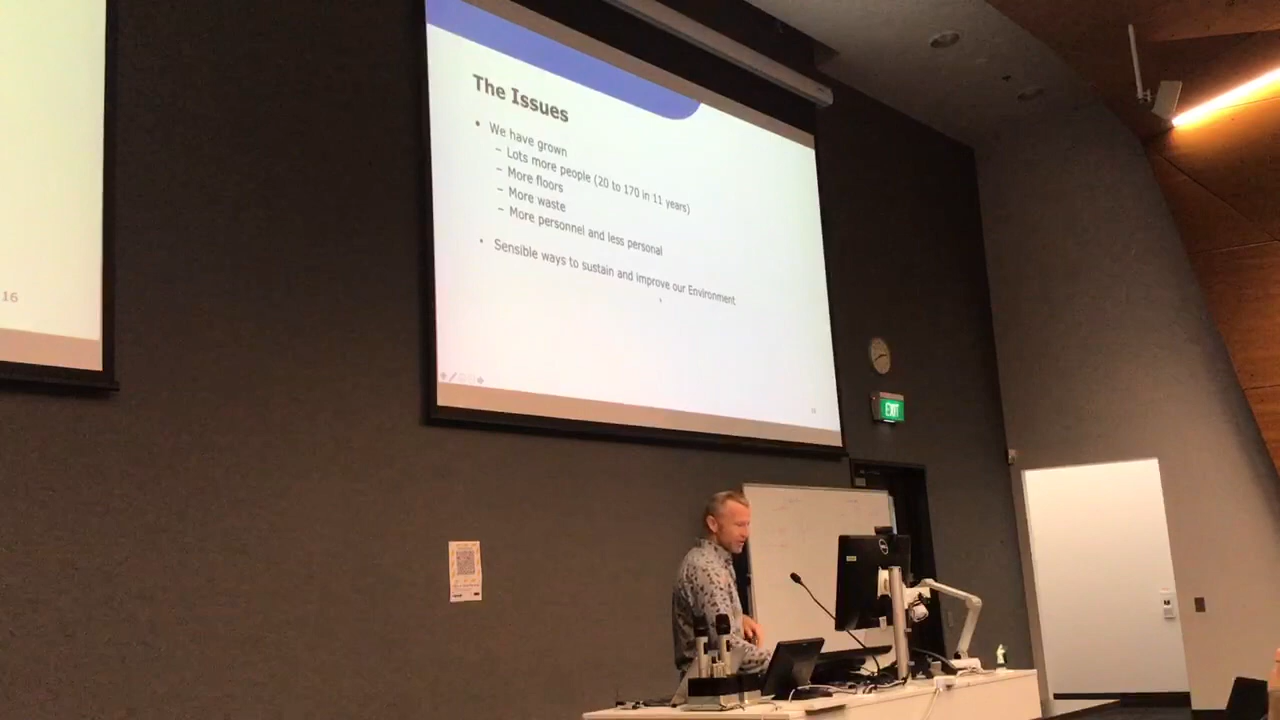 The Issues
• We have grown
– Lots more people (20 to 170 in 11 years)
– More floors
– More waste
– More personnel and less personal
• Sensible ways to sustain and improve our Environment
16
EXIT
DELL